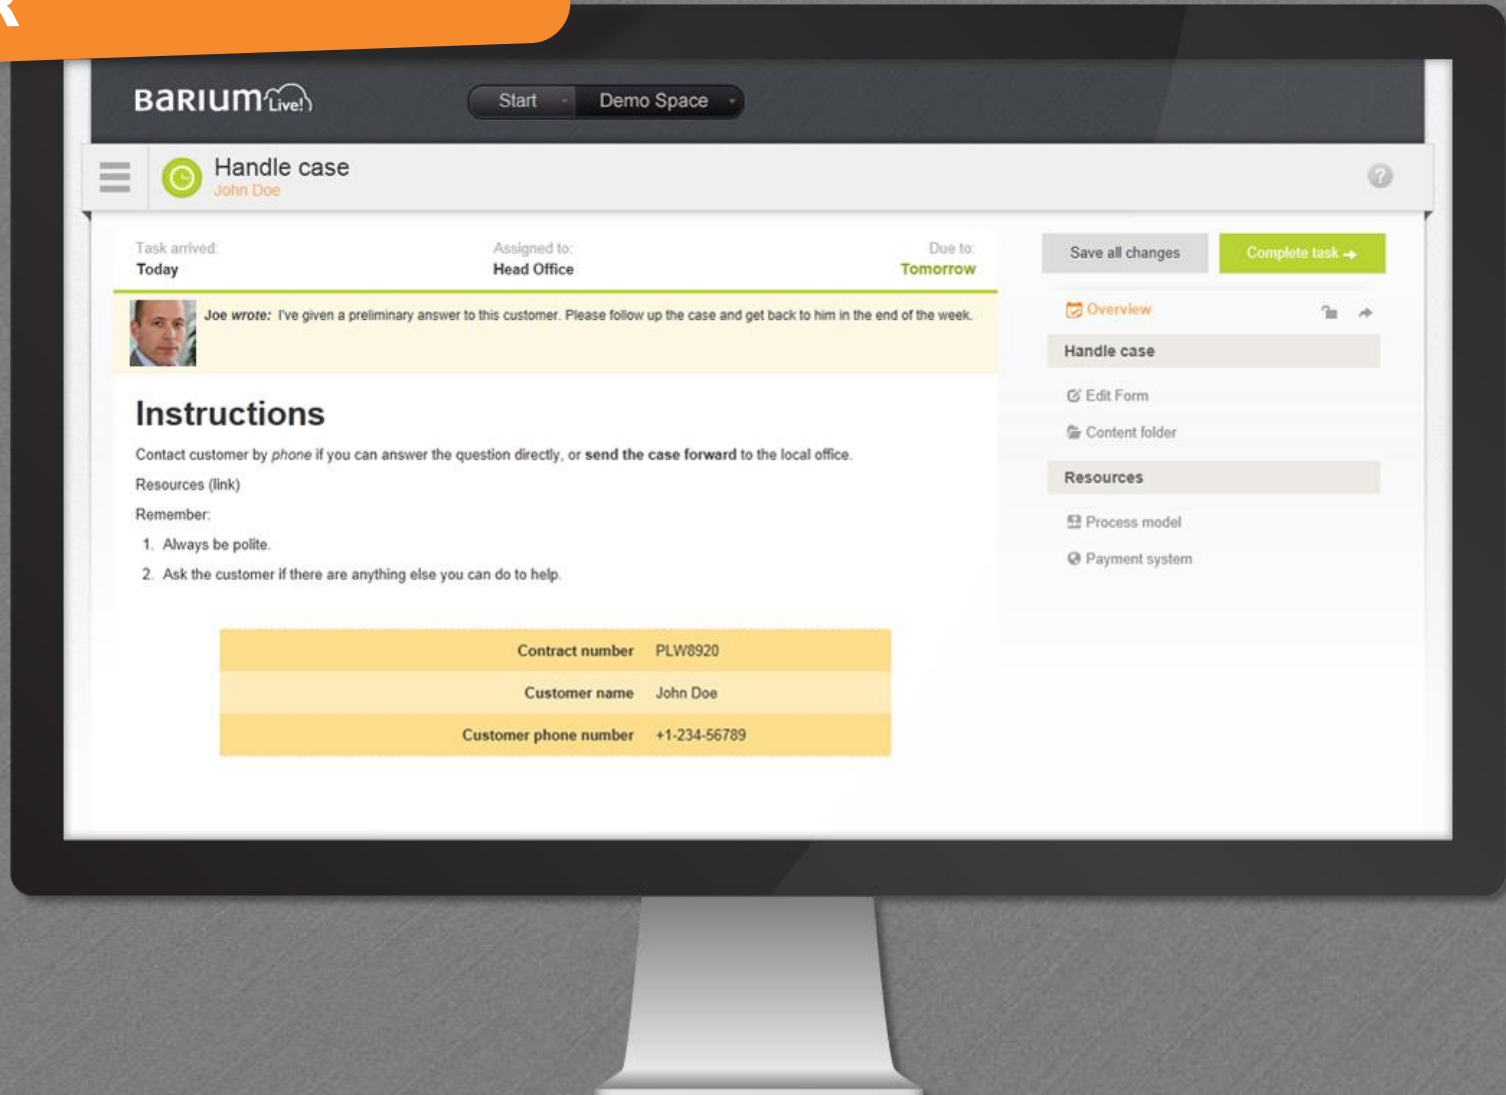 R
BARIUM Live!
Start
Demo Space
Handle case
John Doe
?
Task arrived:
Today
Assigned to:
Head Office
Due to:
Tomorrow
Save all changes
Complete task
Joe wrote: I've given a preliminary answer to this customer. Please follow up the case and get back to him in the end of the week.
Overview
Handle case
Edit Form
Content folder
Resources
Process model
Payment system
Instructions
Contact customer by phone if you can answer the question directly, or send the case forward to the local office.
Resources (link)
Remember:
1. Always be polite.
2. Ask the customer if there are anything else you can do to help.
Contract number PLW8920
Customer name John Doe
Customer phone number +1-234-56789